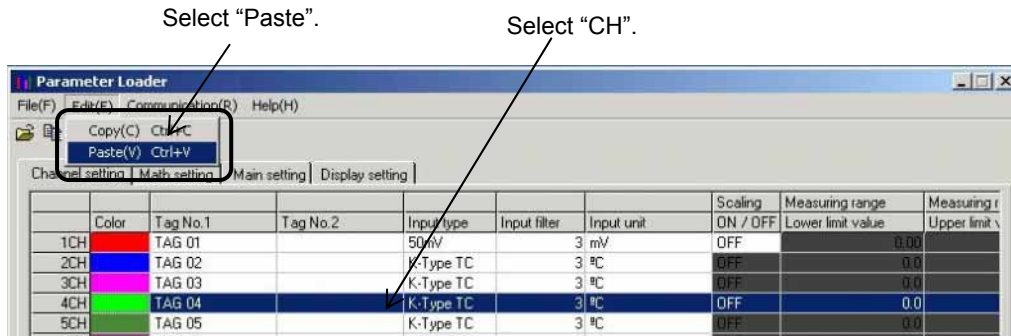 Select “Paste”.
Select “CH”.
Parameter Loader
File(F) Edit(E) Communication(R) Help(H)
Copy(C) Ctrl+C
Paste(V) Ctrl+V
Channel setting Math setting Main setting Display setting
Scaling Measuring range Measuring r
Color Tag No.1 Tag No.2 Input type Input filter Input unit ON / OFF Lower limit value Upper limit v
1CH TAG 01 50mV 3 mV OFF 0.00
2CH TAG 02 K-Type TC 3 ºC OFF 0.0
3CH TAG 03 K-Type TC 3 ºC OFF 0.0
4CH TAG 04 K-Type TC 3 ºC OFF 0.0
5CH TAG 05 K-Type TC 3 ºC OFF 0.0